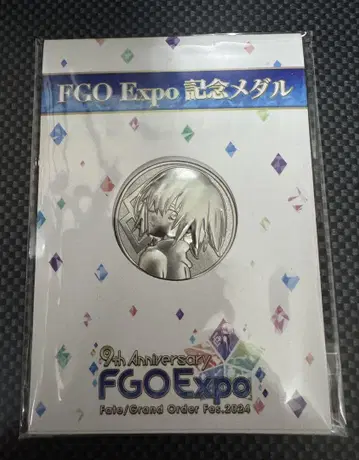 FGO Expo 記念メダル
9th Anniversary
FGO Expo
Fate/Grand Order Fes.2024